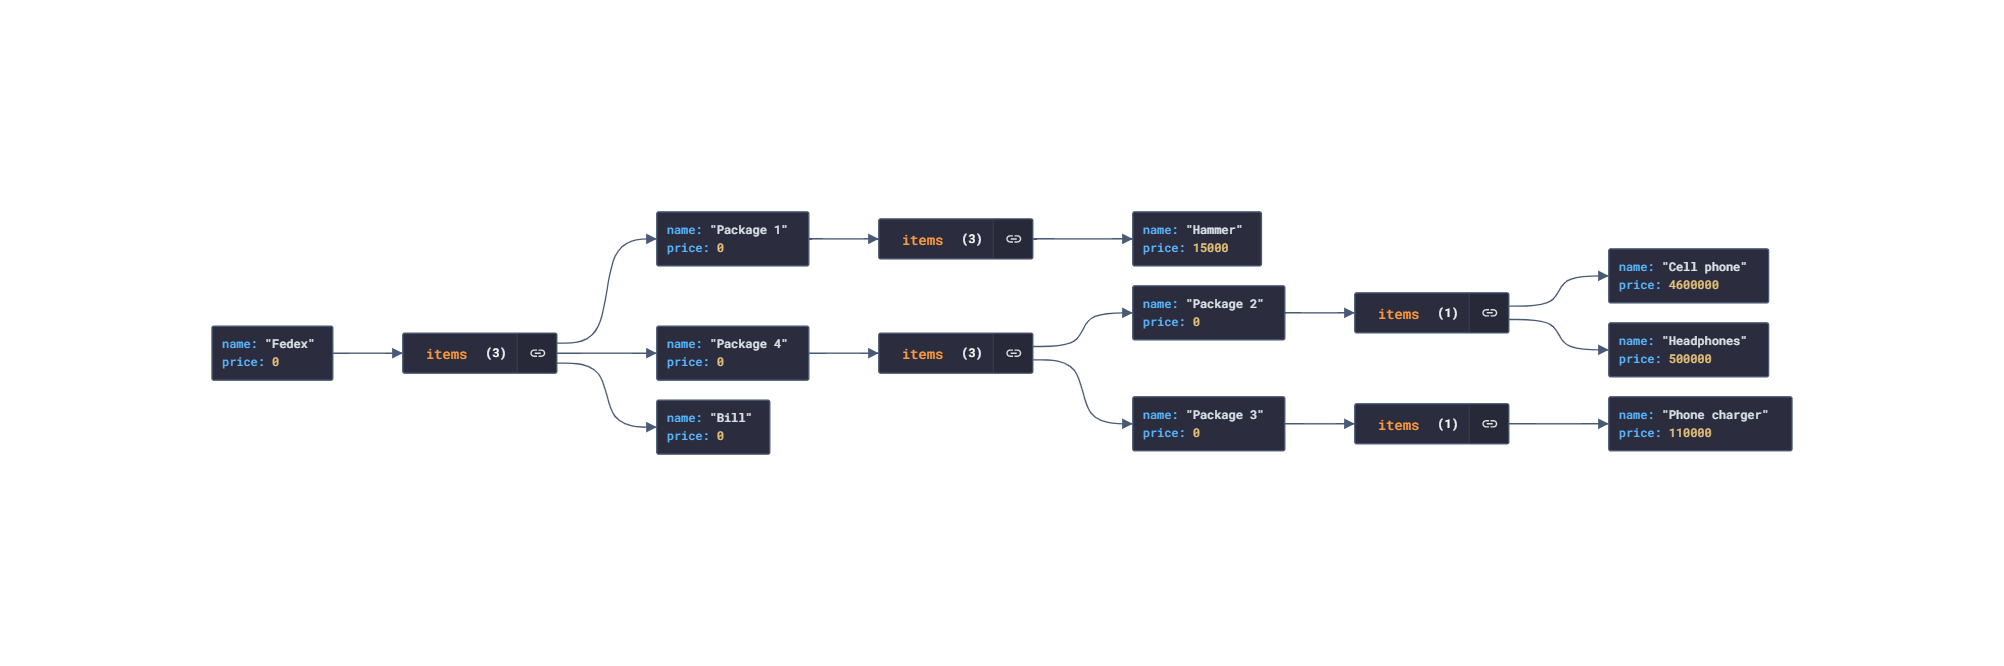 name: "Fedex"
price: 0
items (3)
name: "Package 1"
price: 0
items (3)
name: "Hammer"
price: 15000
name: "Package 4"
price: 0
items (3)
name: "Package 2"
price: 0
items (1)
name: "Cell phone"
price: 4600000
name: "Headphones"
price: 500000
name: "Package 3"
price: 0
items (1)
name: "Phone charger"
price: 110000
name: "Bill"
price: 0